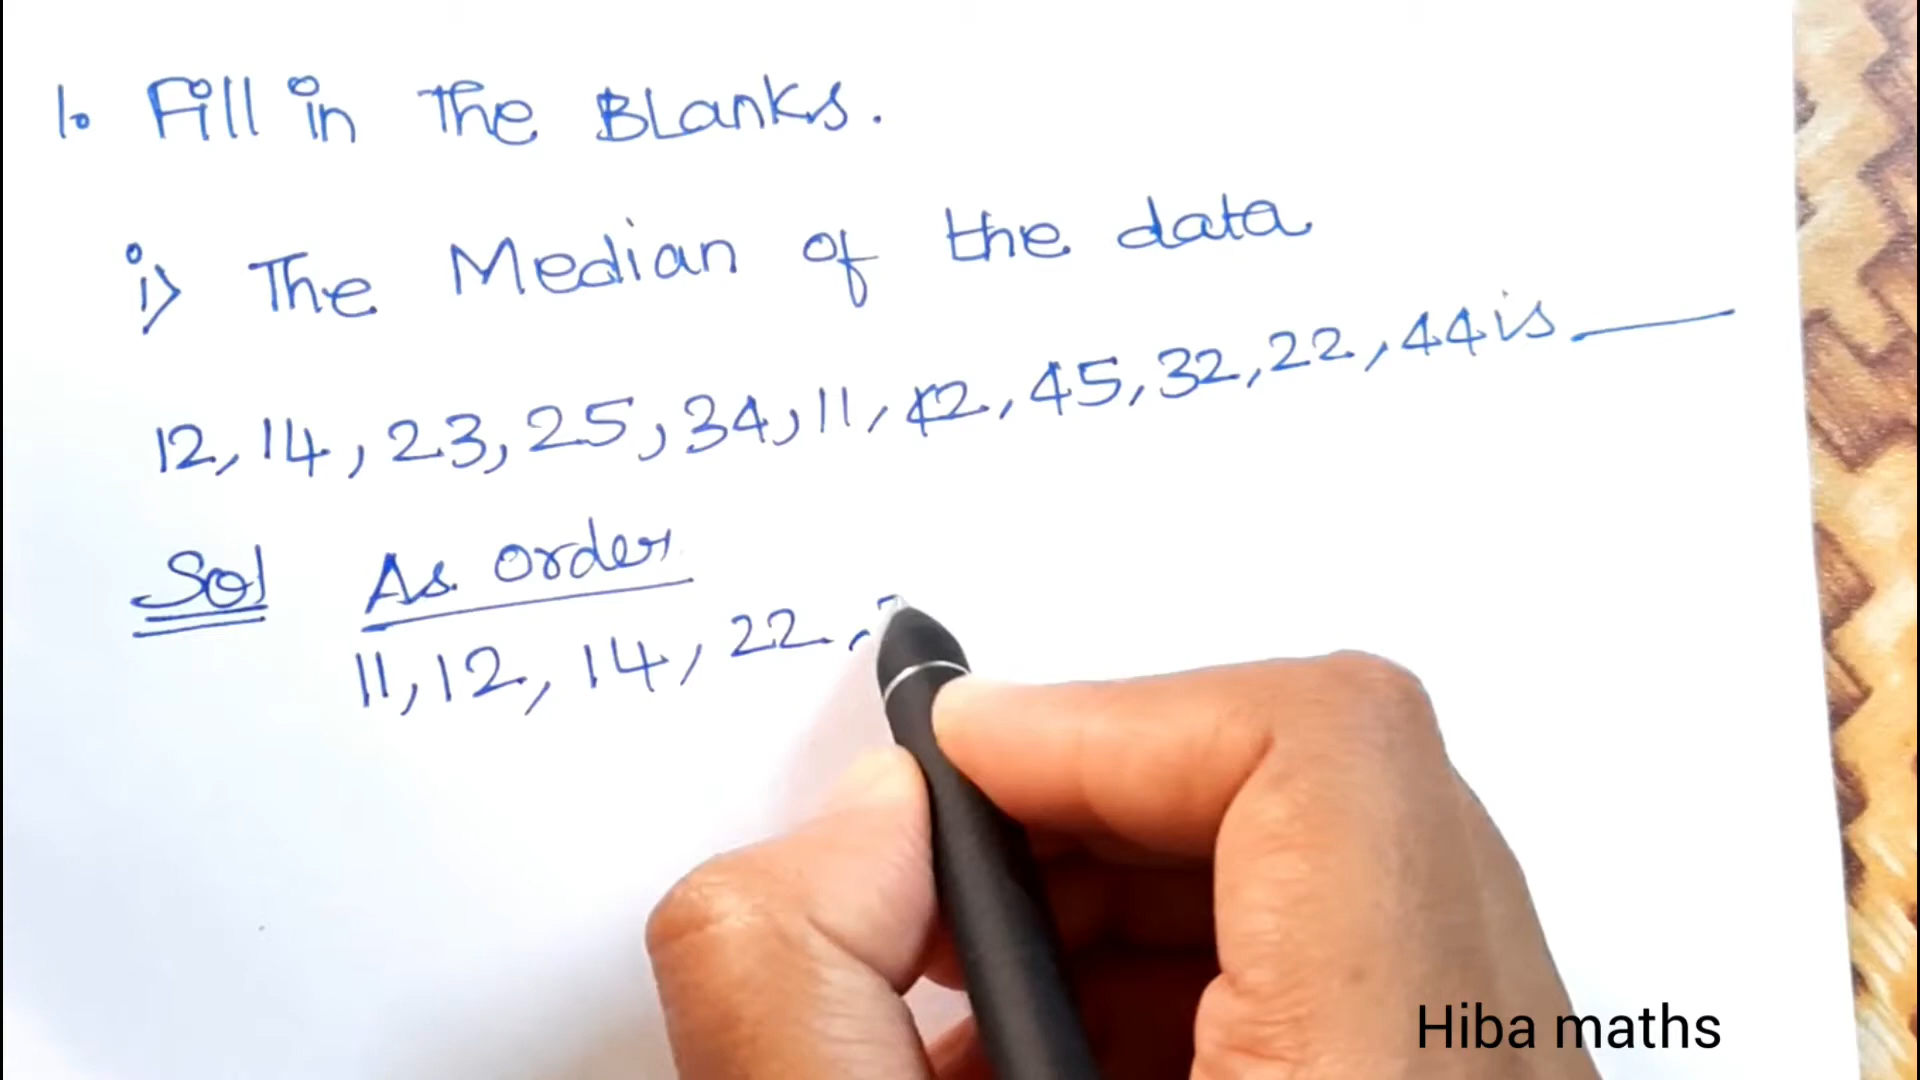 1. Fill in The BLanks.
i) The Median of the data
12, 14, 23, 25, 34, 11, 42, 45, 32, 22, 44 is ____
Sol As order
11, 12, 14, 22,
Hiba maths